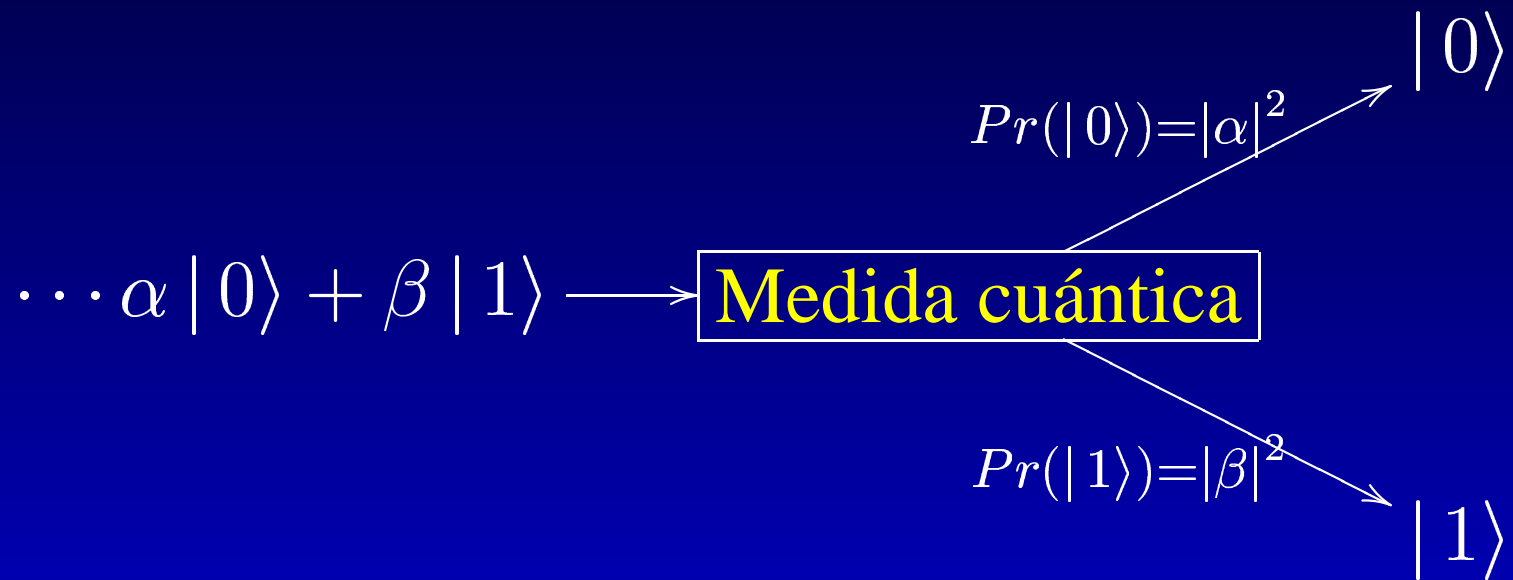 | 0⟩
Pr(| 0⟩)=|α|²
··· α | 0⟩ + β | 1⟩
Medida cuántica
Pr(| 1⟩)=|β|²
| 1⟩